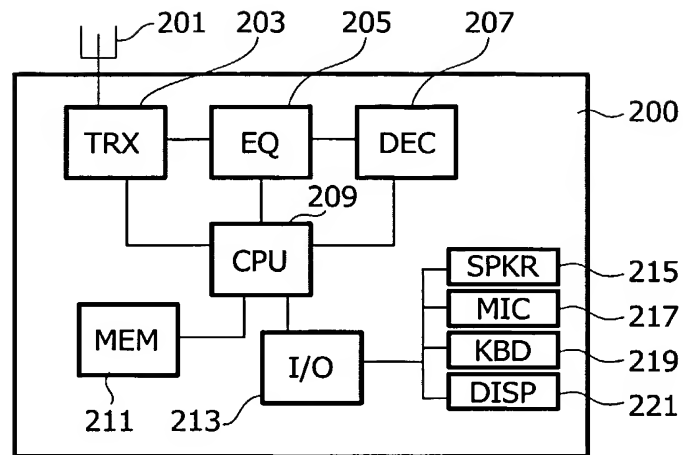 201 203 205 207
200
TRX EQ DEC
209
CPU
SPKR 215
MIC 217
MEM
KBD 219
I/O
DISP 221
211 213